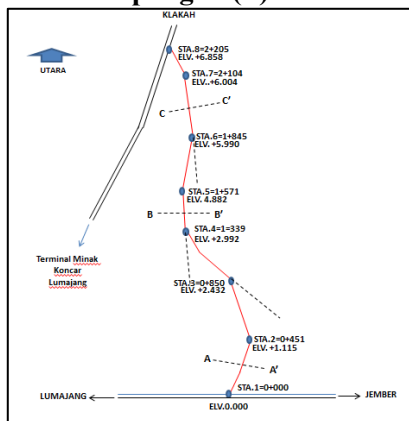 KLAKAH
STA.8=2+205
ELV. +6.858
UTARA
STA.7=2+104
ELV..+6.004
C
C'
STA.6=1+845
ELV. +5.990
STA.5=1+571
ELV. 4.882
B
B'
STA.4=1=339
ELV. +2.992
Terminal Minak
Koncar
Lumajang
STA.3=0+850
ELV. +2.432
STA.2=0+451
ELV. +1.115
A
A'
STA.1=0+000
LUMAJANG
JEMBER
ELV.0.000